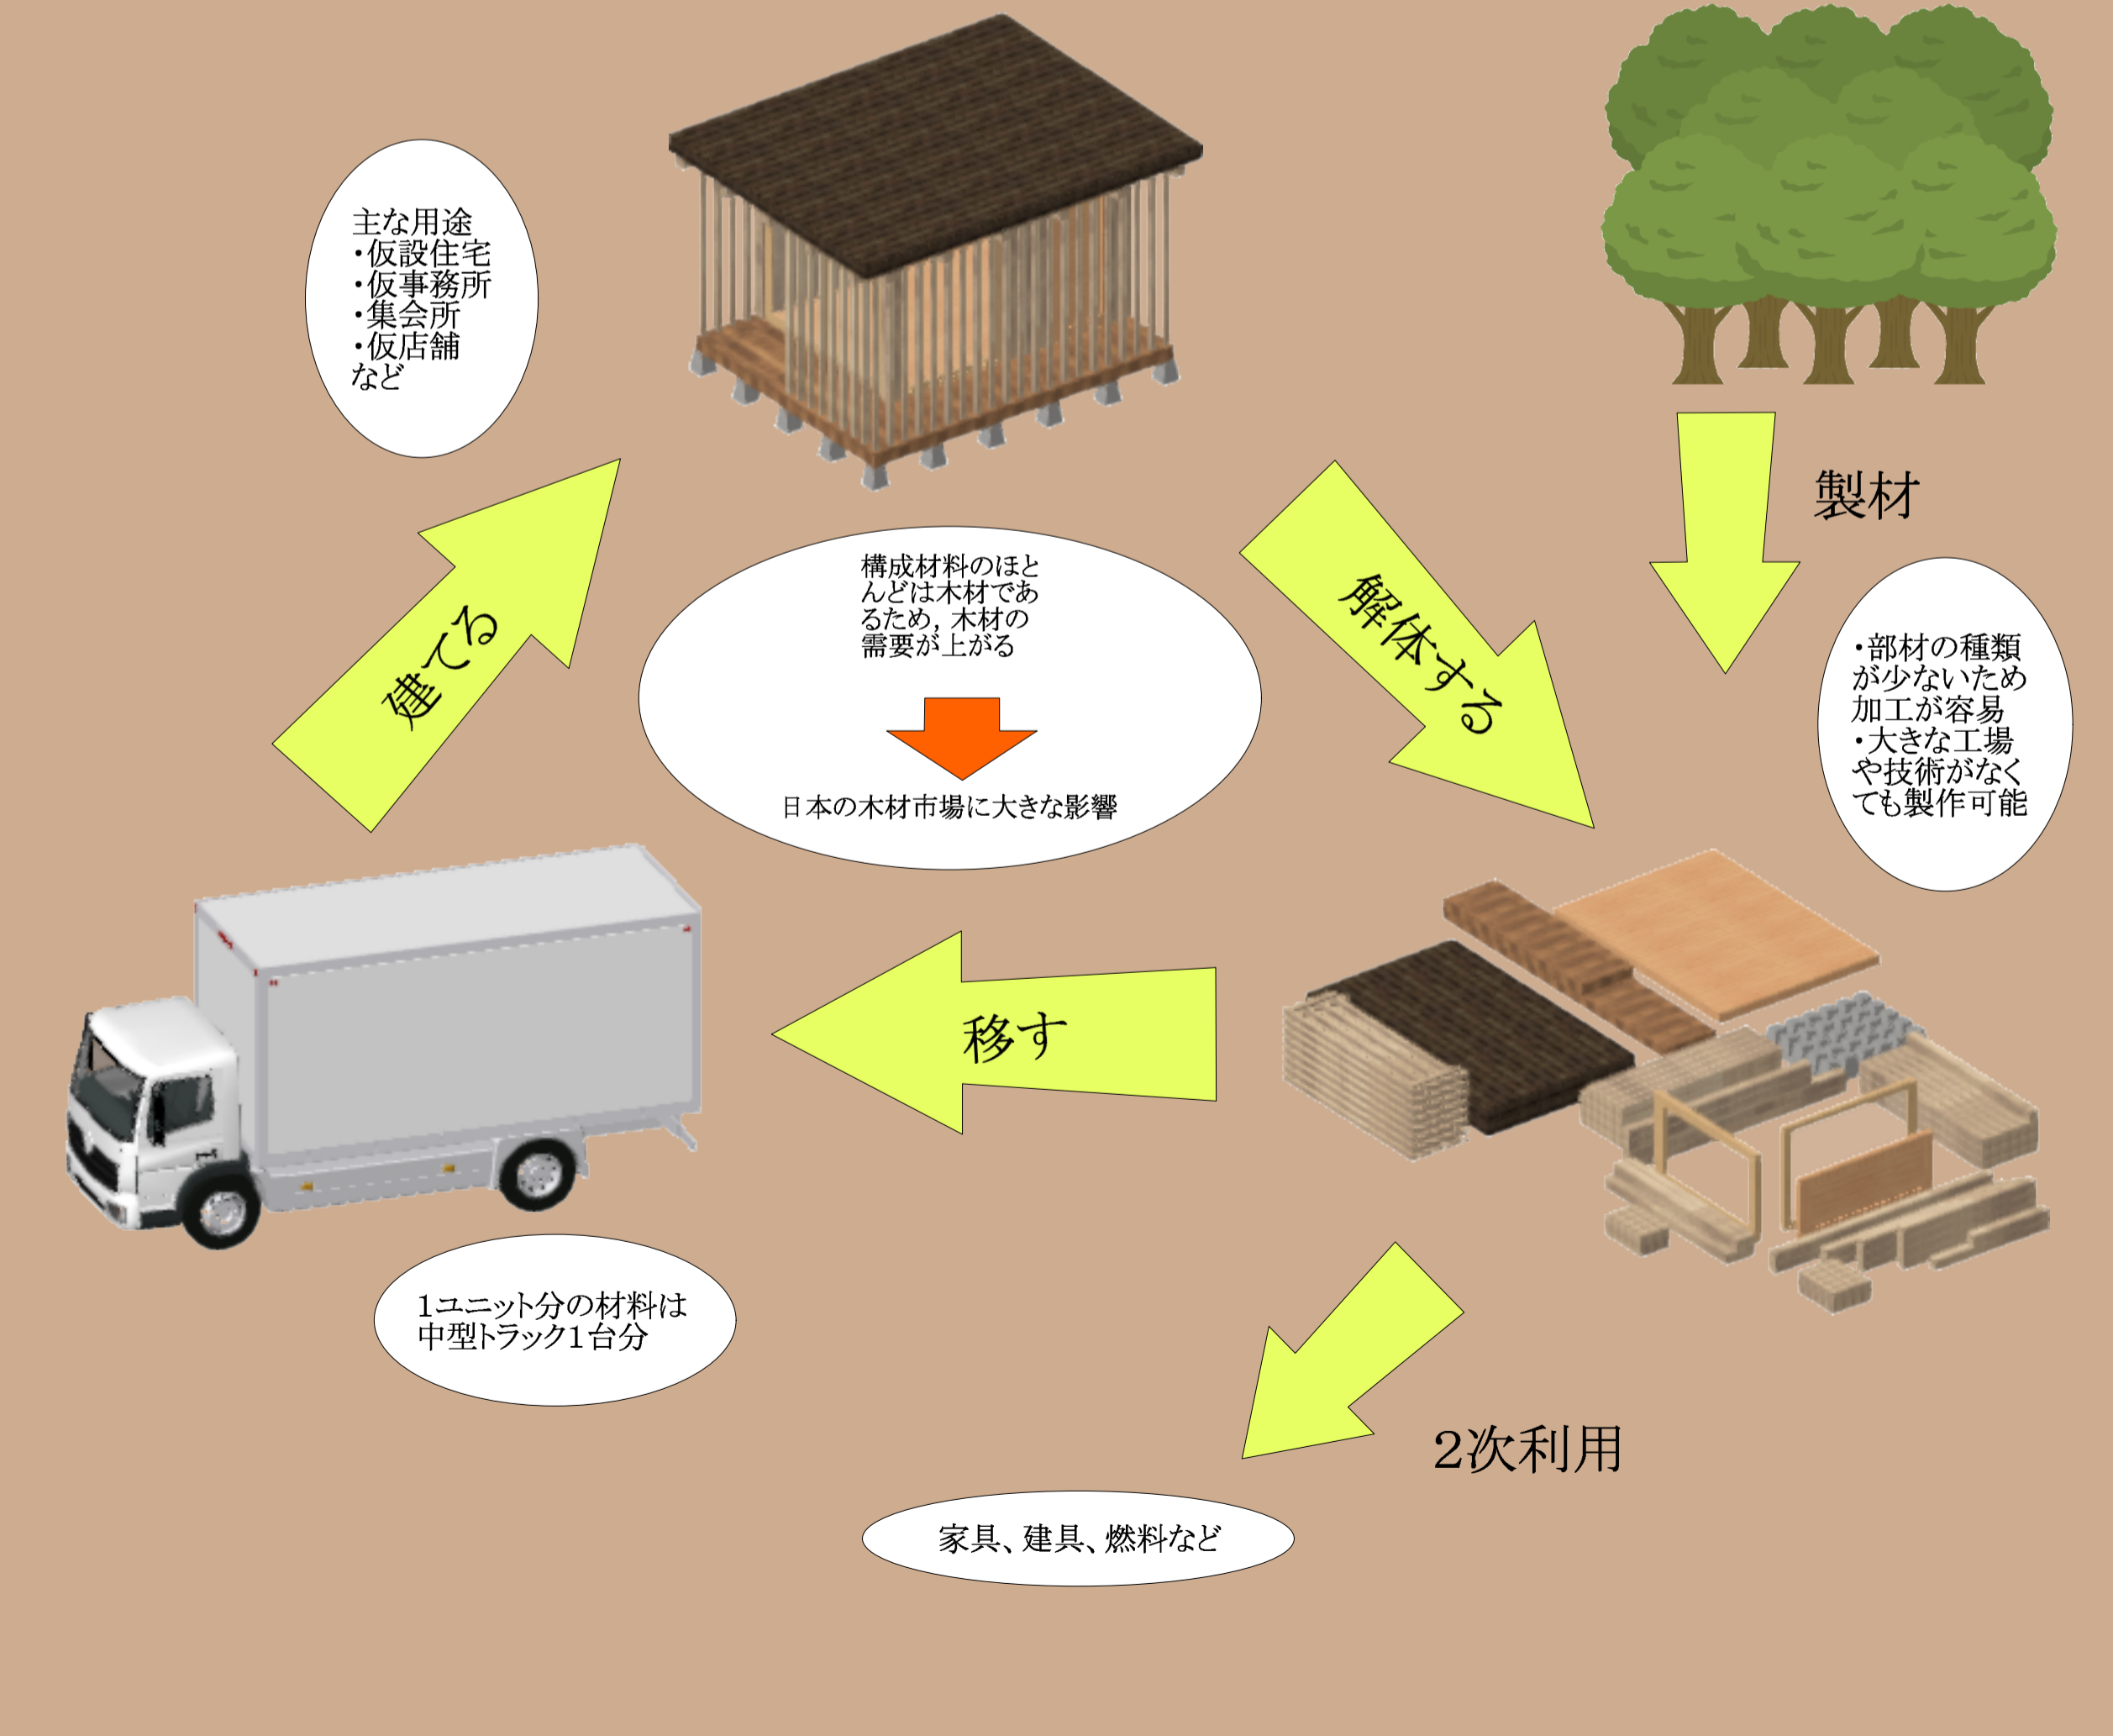 主な用途
・仮設住宅
・仮事務所
・集会所
・仮店舗
など
製材
建てる
構成材料のほと
んどは木材であ
るため，木材の
需要が上がる
日本の木材市場に大きな影響
解体する
・部材の種類
が少ないため
加工が容易
・大きな工場
や技術がなく
ても製作可能
移す
1ユニット分の材料は
中型トラック1台分
2次利用
家具、建具、燃料など